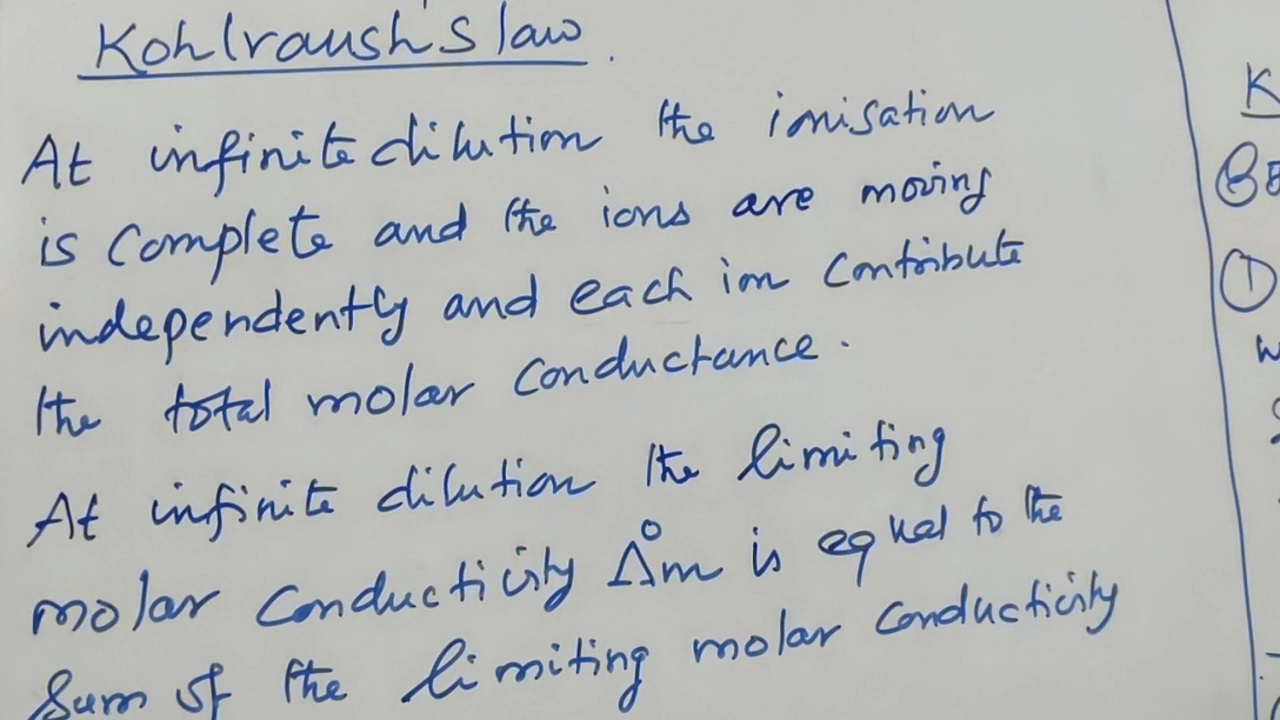 Kohlraush's law.
At infinite dilution the ionisation
is complete and the ions are moving
independently and each ion contribute
the total molar conductance.
At infinite dilution the limiting
molar conductivity Λ°m is equal to the
sum of the limiting molar conductivity
K
①